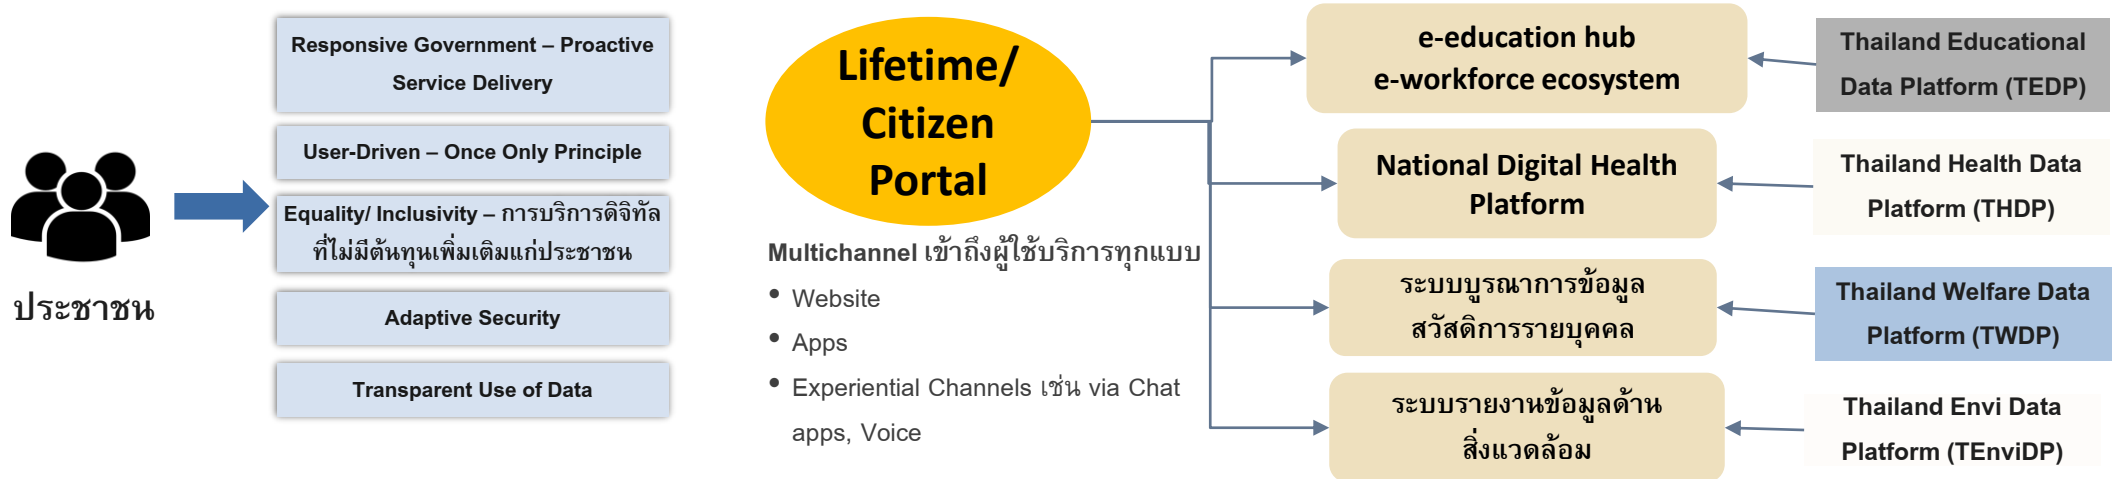 ประชาชน
Responsive Government – Proactive
Service Delivery
User-Driven – Once Only Principle
Equality/ Inclusivity – การบริการดิจิทัล
ที่ไม่มีต้นทุนเพิ่มเติมแก่ประชาชน
Adaptive Security
Transparent Use of Data
Lifetime/
Citizen
Portal
Multichannel เข้าถึงผู้ใช้บริการทุกแบบ
• Website
• Apps
• Experiential Channels เช่น via Chat
apps, Voice
e-education hub
e-workforce ecosystem
National Digital Health
Platform
ระบบบูรณาการข้อมูล
สวัสดิการรายบุคคล
ระบบรายงานข้อมูลด้าน
สิ่งแวดล้อม
Thailand Educational
Data Platform (TEDP)
Thailand Health Data
Platform (THDP)
Thailand Welfare Data
Platform (TWDP)
Thailand Envi Data
Platform (TEnviDP)